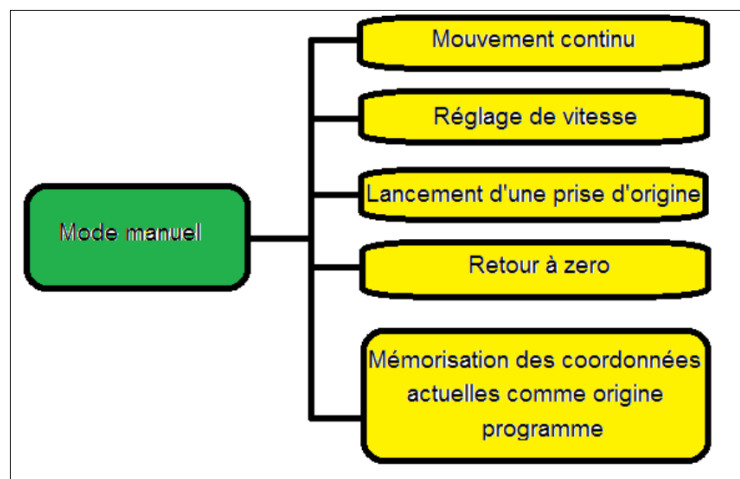 Mouvement continu
Réglage de vitesse
Lancement d'une prise d'origine
Mode manuel
Retour à zero
Mémorisation des coordonnées
actuelles comme origine
programme